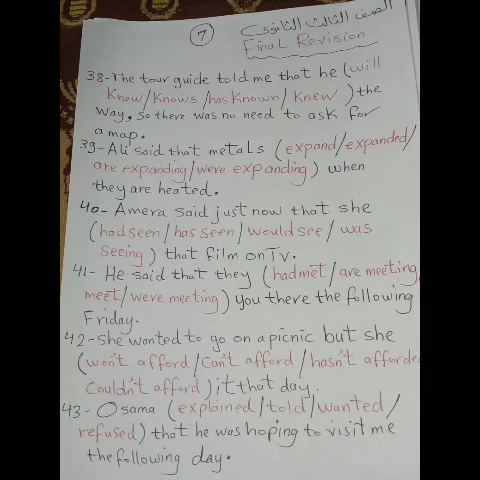 7
الصف الثالث الثانوى
Final Revision
38-The tour guide told me that he (will
Know/Knows/has Known/Knew) the
way, so there was no need to ask for
a map.
39- Ali said that metals (expand/expanded/
are expanding/were expanding) when
they are heated.
40- Amera said just now that she
(had seen/has seen/would see/was
seeing) that film on TV.
41- He said that they (had met/are meeting
meet/were meeting) you there the following
Friday.
42-She wanted to go on a picnic but she
(won't afford/can't afford/hasn't afforde
Couldn't afford) it that day.
43- Osama (explained/told/wanted/
refused) that he was hoping to visit me
the following day.